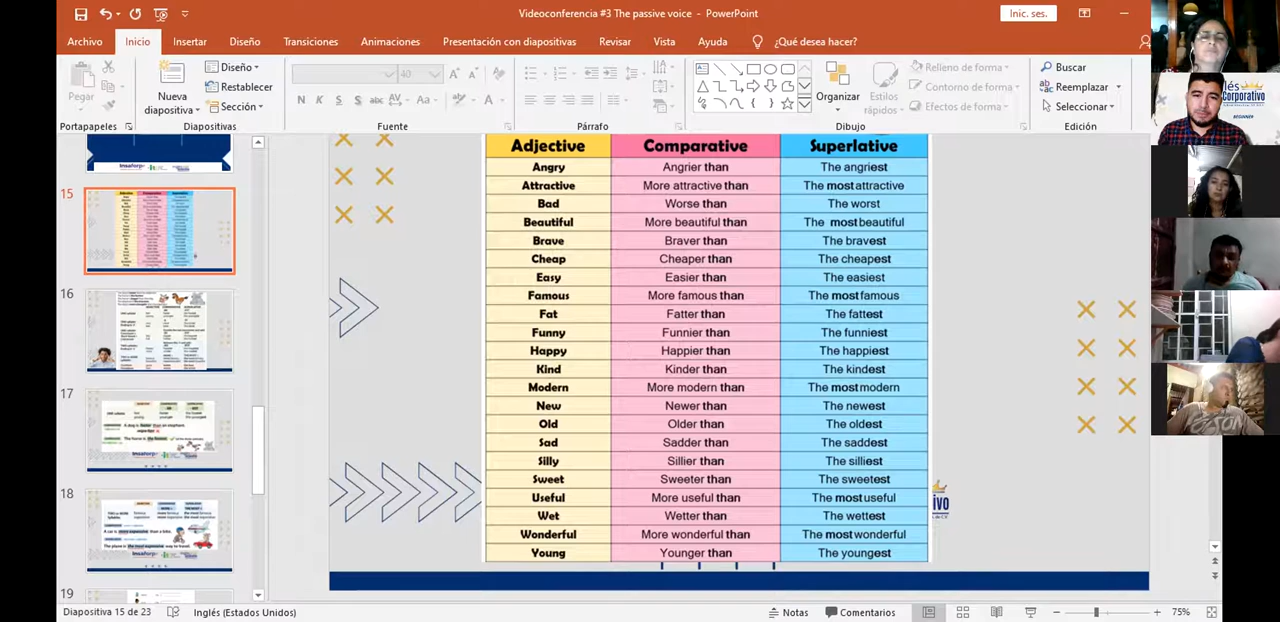 Videoconferencia #3 The passive voice - PowerPoint
Inic. ses.
Archivo Inicio Insertar Diseño Transiciones Animaciones Presentación con diapositivas Revisar Vista Ayuda ¿Qué desea hacer?
Pegar
Nueva diapositiva
Diseño
Restablecer
Sección
40
N K S S abc AV Aa A
Organizar
Estilos rápidos
Relleno de forma
Contorno de forma
Efectos de forma
Buscar
Reemplazar
Seleccionar
Portapapeles Diapositivas Fuente Párrafo Dibujo Edición
Adjective Comparative Superlative
Angry Angrier than The angriest
Attractive More attractive than The most attractive
Bad Worse than The worst
Beautiful More beautiful than The most beautiful
Brave Braver than The bravest
Cheap Cheaper than The cheapest
Easy Easier than The easiest
Famous More famous than The most famous
Fat Fatter than The fattest
Funny Funnier than The funniest
Happy Happier than The happiest
Kind Kinder than The kindest
Modern More modern than The most modern
New Newer than The newest
Old Older than The oldest
Sad Sadder than The saddest
Silly Sillier than The silliest
Sweet Sweeter than The sweetest
Useful More useful than The most useful
Wet Wetter than The wettest
Wonderful More wonderful than The most wonderful
Young Younger than The youngest
15
16
17
18
19
Insaforp
Diapositiva 15 de 23 Inglés (Estados Unidos) Notas Comentarios 75%
lés
Corporativo
BEGINNER